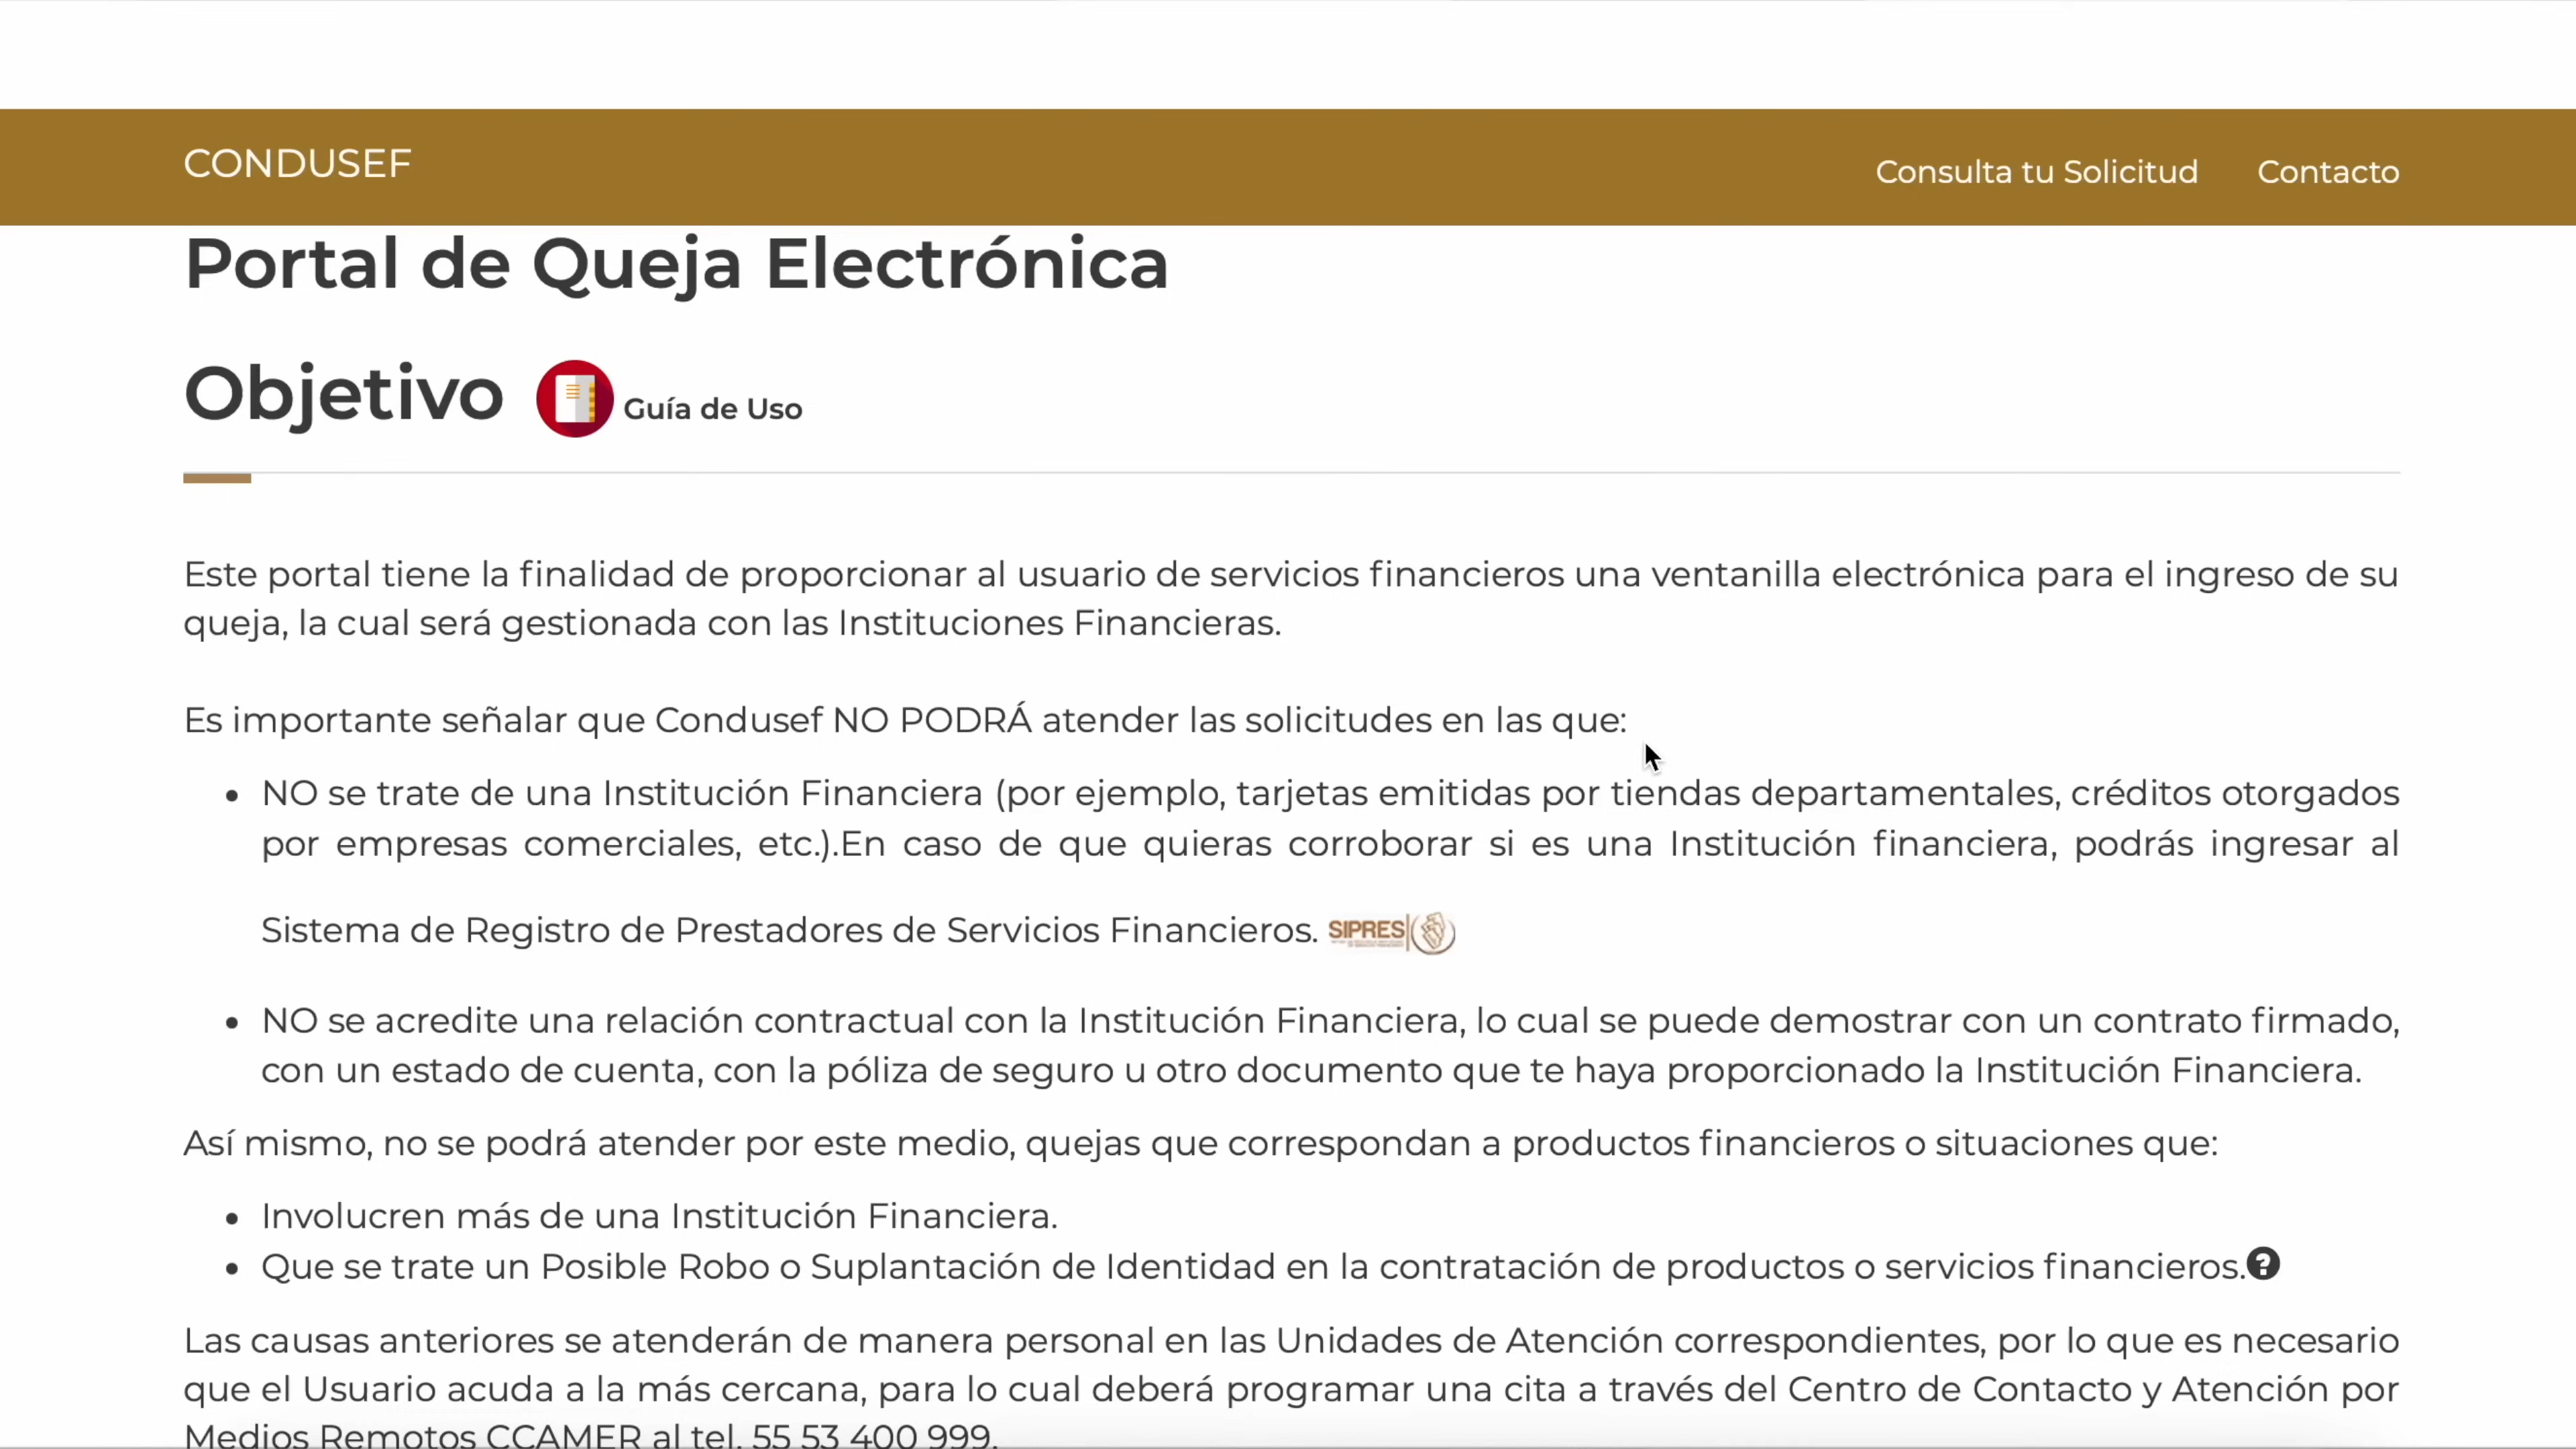 CONDUSEF
Consulta tu Solicitud
Contacto
Portal de Queja Electrónica
Objetivo
Guía de Uso
Este portal tiene la finalidad de proporcionar al usuario de servicios financieros una ventanilla electrónica para el ingreso de su
queja, la cual será gestionada con las Instituciones Financieras.
Es importante señalar que Condusef NO PODRÁ atender las solicitudes en las que:
NO se trate de una Institución Financiera (por ejemplo, tarjetas emitidas por tiendas departamentales, créditos otorgados
por empresas comerciales, etc.).En caso de que quieras corroborar si es una Institución financiera, podrás ingresar al
Sistema de Registro de Prestadores de Servicios Financieros. SIPRES
NO se acredite una relación contractual con la Institución Financiera, lo cual se puede demostrar con un contrato firmado,
con un estado de cuenta, con la póliza de seguro u otro documento que te haya proporcionado la Institución Financiera.
Así mismo, no se podrá atender por este medio, quejas que correspondan a productos financieros o situaciones que:
Involucren más de una Institución Financiera.
Que se trate un Posible Robo o Suplantación de Identidad en la contratación de productos o servicios financieros.?
Las causas anteriores se atenderán de manera personal en las Unidades de Atención correspondientes, por lo que es necesario
que el Usuario acuda a la más cercana, para lo cual deberá programar una cita a través del Centro de Contacto y Atención por
Medios Remotos CCAMER al tel. 55 53 400 999.